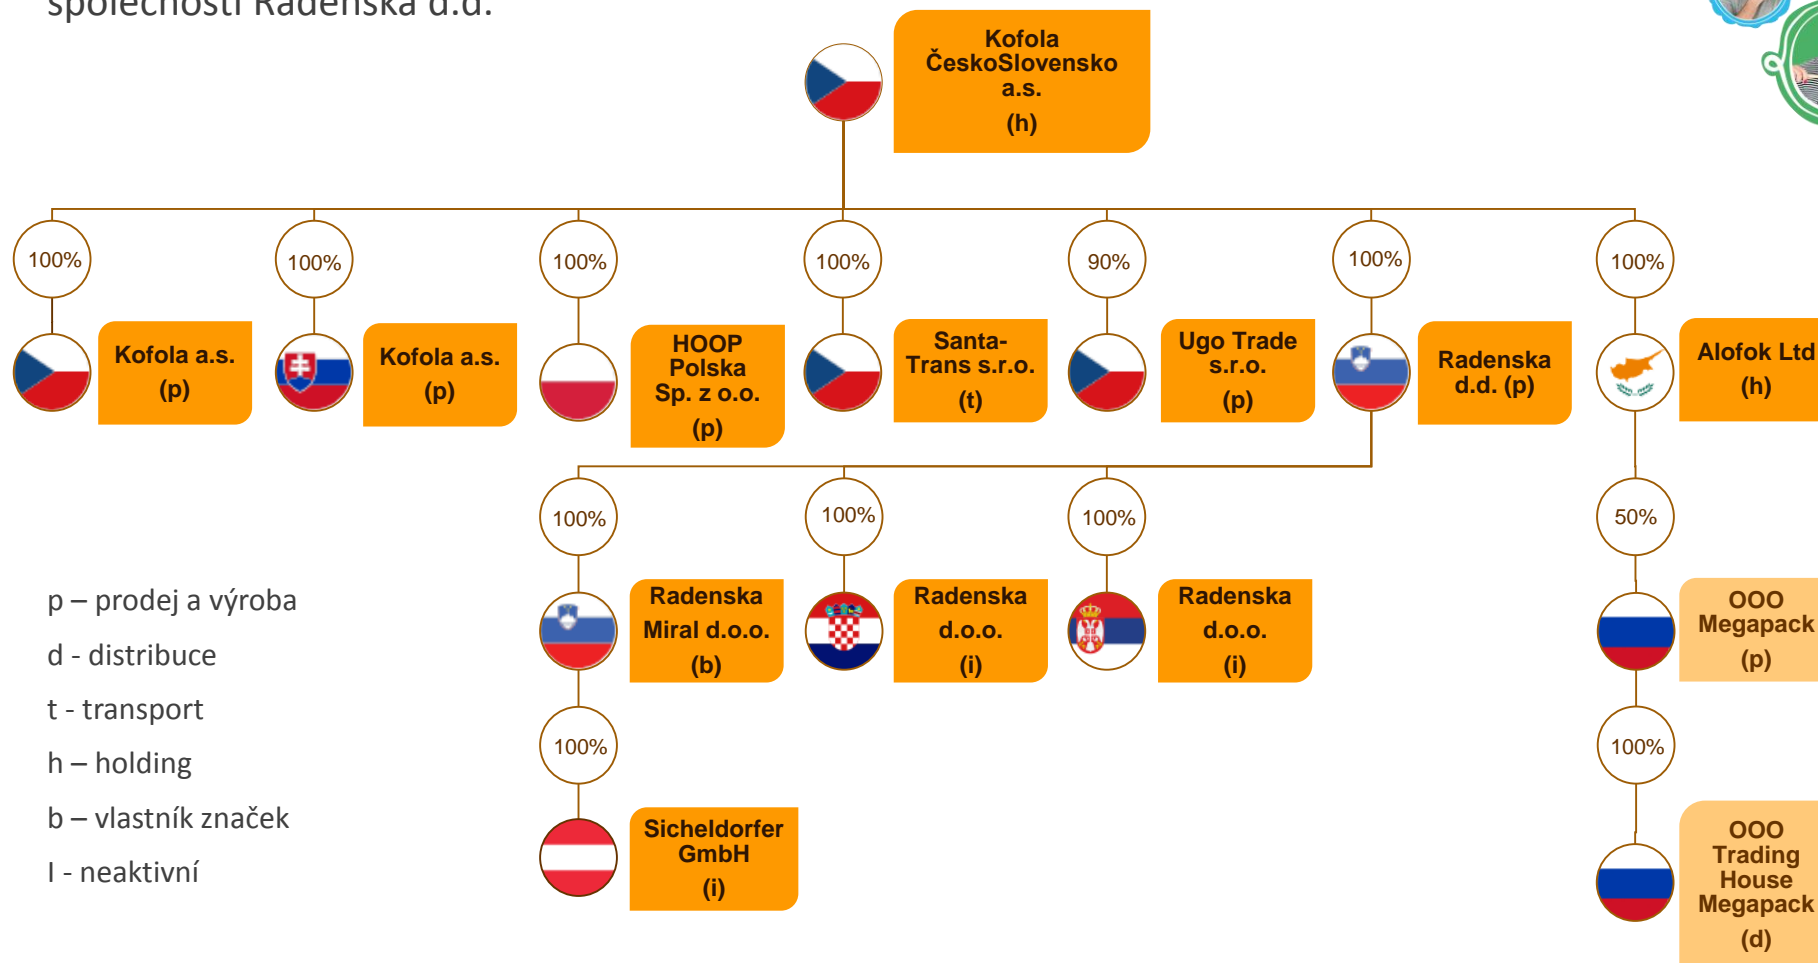 společnosti Radenska d.d.
Kofola
ČeskoSlovensko
a.s.
(h)
100%
100%
100%
100%
90%
100%
100%
Kofola a.s.
(p)
Kofola a.s.
(p)
HOOP
Polska
Sp. z o.o.
(p)
Santa-
Trans s.r.o.
(t)
Ugo Trade
s.r.o.
(p)
Radenska
d.d. (p)
Alofok Ltd
(h)
100%
100%
100%
50%
Radenska
Miral d.o.o.
(b)
Radenska
d.o.o.
(i)
Radenska
d.o.o.
(i)
OOO
Megapack
(p)
100%
100%
Sicheldorfer
GmbH
(i)
OOO
Trading
House
Megapack
(d)
p – prodej a výroba
d - distribuce
t - transport
h – holding
b – vlastník značek
I - neaktivní